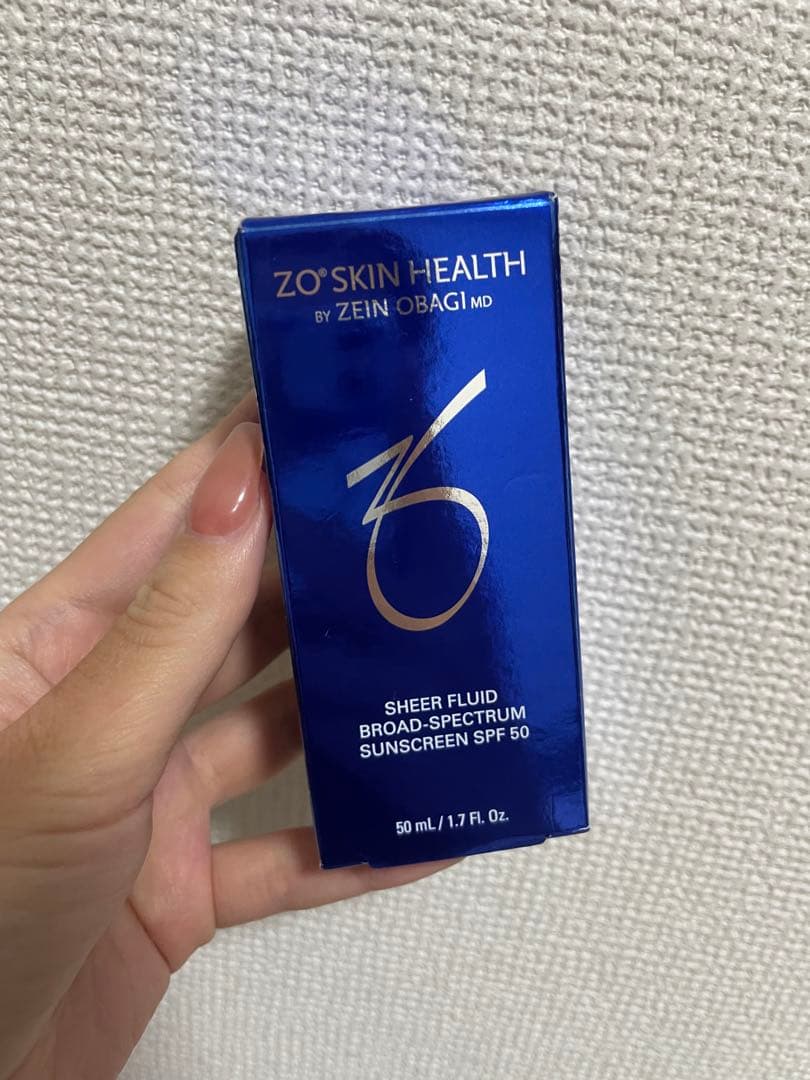 ZO® SKIN HEALTH
BY ZEIN OBAGI MD
SHEER FLUID
BROAD-SPECTRUM
SUNSCREEN SPF 50
50 mL / 1.7 Fl. Oz.